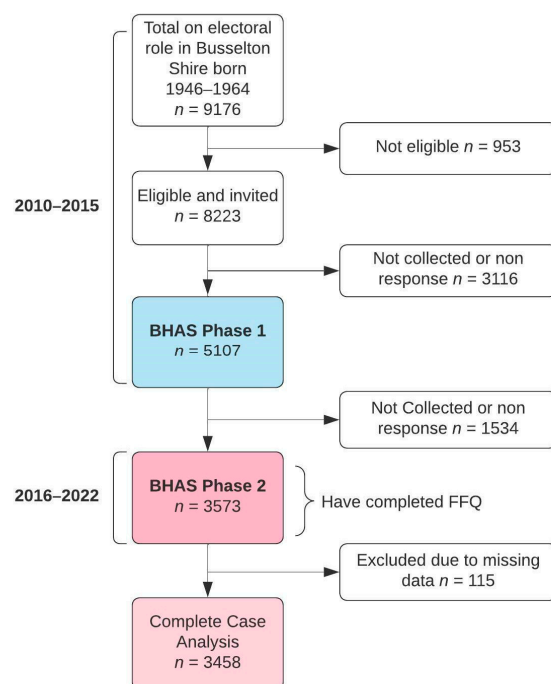 Total on electoral
role in Busselton
Shire born
1946–1964
n = 9176
Not eligible n = 953
2010–2015
Eligible and invited
n = 8223
Not collected or non
response n = 3116
BHAS Phase 1
n = 5107
Not Collected or non
response n = 1534
2016–2022
BHAS Phase 2
n = 3573
Have completed FFQ
Excluded due to missing
data n = 115
Complete Case
Analysis
n = 3458